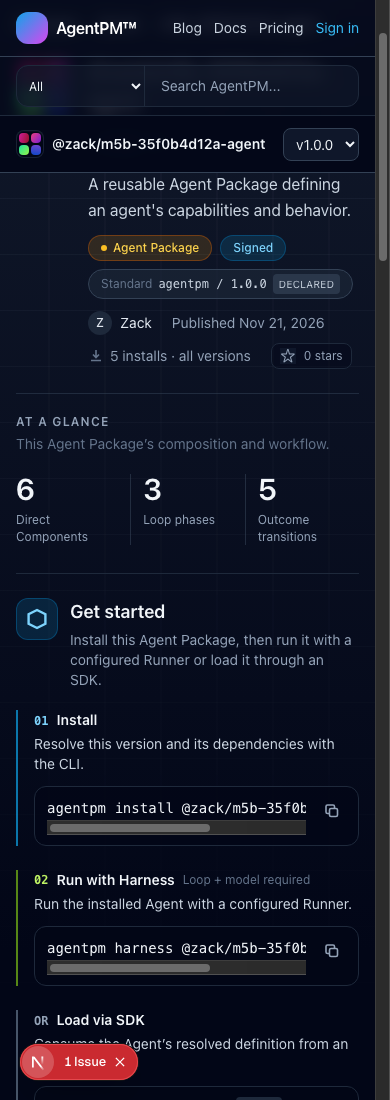 AgentPM™ Blog Docs Pricing Sign in
All Search AgentPM...
@zack/m5b-35f0b4d12a-agent v1.0.0
A reusable Agent Package defining
an agent's capabilities and behavior.
Agent Package Signed
Standard agentpm / 1.0.0 DECLARED
Z Zack Published Nov 21, 2026
5 installs · all versions 0 stars
AT A GLANCE
This Agent Package's composition and workflow.
6 3 5
Direct Components Loop phases Outcome transitions
Get started
Install this Agent Package, then run it with a
configured Runner or load it through an
SDK.
01 Install
Resolve this version and its dependencies with
the CLI.
agentpm install @zack/m5b-35f0b
02 Run with Harness Loop + model required
Run the installed Agent with a configured Runner.
agentpm harness @zack/m5b-35f0b
OR Load via SDK
Consume the Agent's resolved definition from an
N 1 Issue